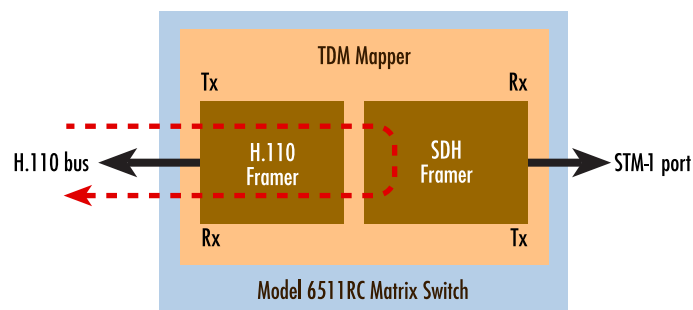 TDM Mapper
Tx
Rx
H.110 bus
H.110
Framer
SDH
Framer
STM-1 port
Rx
Tx
Model 6511RC Matrix Switch